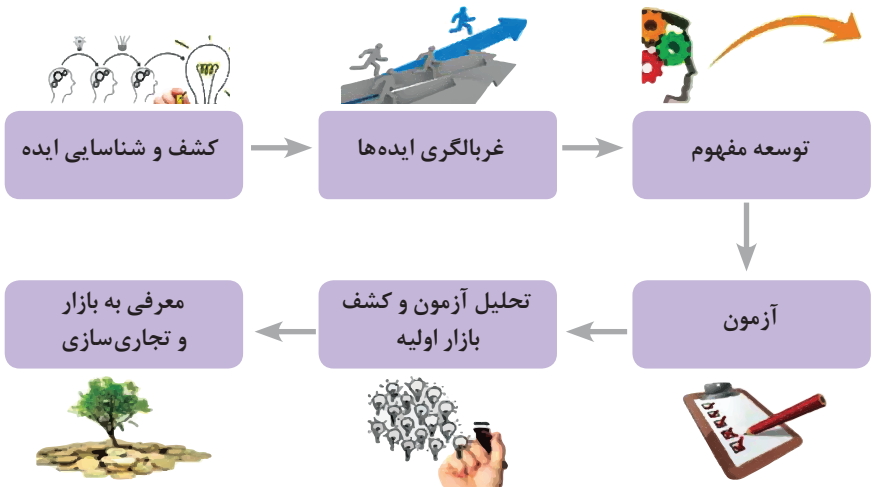 کشف و شناسایی ایده
غربالگری ایده‌ها
توسعه مفهوم
آزمون
تحلیل آزمون و کشف
بازار اولیه
معرفی به بازار
و تجاری‌سازی